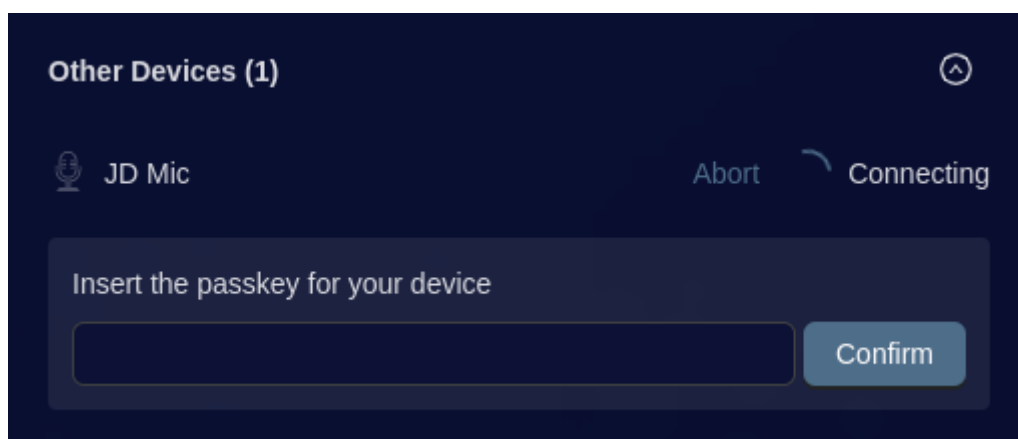 Other Devices (1)
JD Mic Abort Connecting
Insert the passkey for your device
Confirm